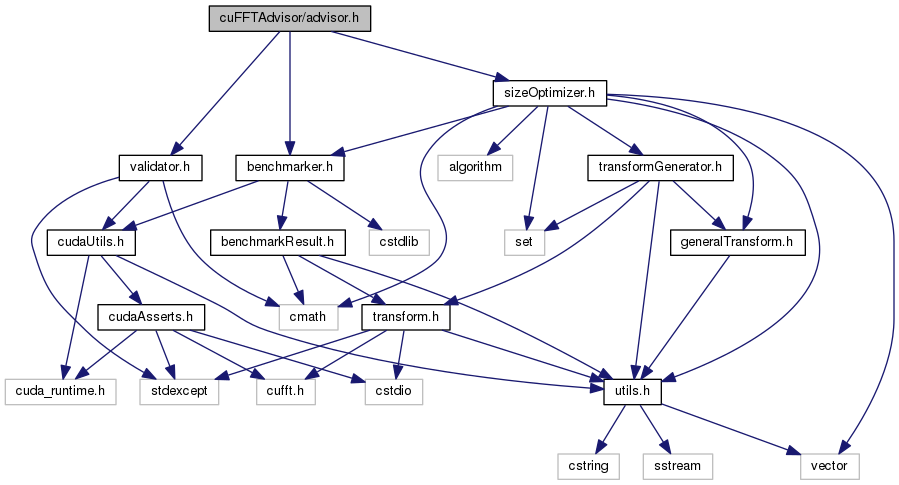 cuFFTAdvisor/advisor.h
sizeOptimizer.h
validator.h
benchmarker.h
algorithm
transformGenerator.h
cudaUtils.h
benchmarkResult.h
cstdlib
set
generalTransform.h
cudaAsserts.h
cmath
transform.h
cuda_runtime.h
stdexcept
cufft.h
cstdio
utils.h
cstring
sstream
vector